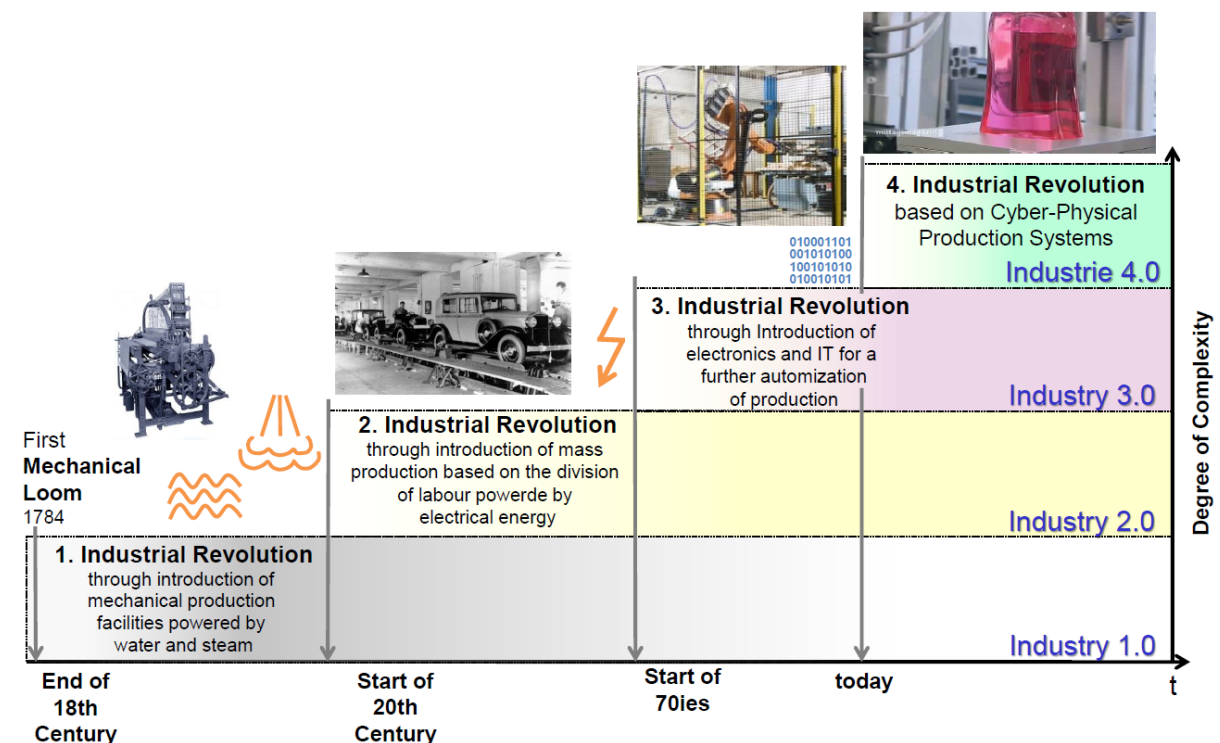 4. Industrial Revolution
based on Cyber-Physical
Production Systems
Industrie 4.0
010001101
001010100
100101010
010010101
3. Industrial Revolution
through Introduction of
electronics and IT for a
further automization
of production
Industry 3.0
First
Mechanical
Loom
1784
2. Industrial Revolution
through introduction of mass
production based on the division
of labour powerde by
electrical energy
Industry 2.0
1. Industrial Revolution
through introduction of
mechanical production
facilities powered by
water and steam
Industry 1.0
Degree of Complexity
End of
18th
Century
Start of
20th
Century
Start of
70ies
today
t